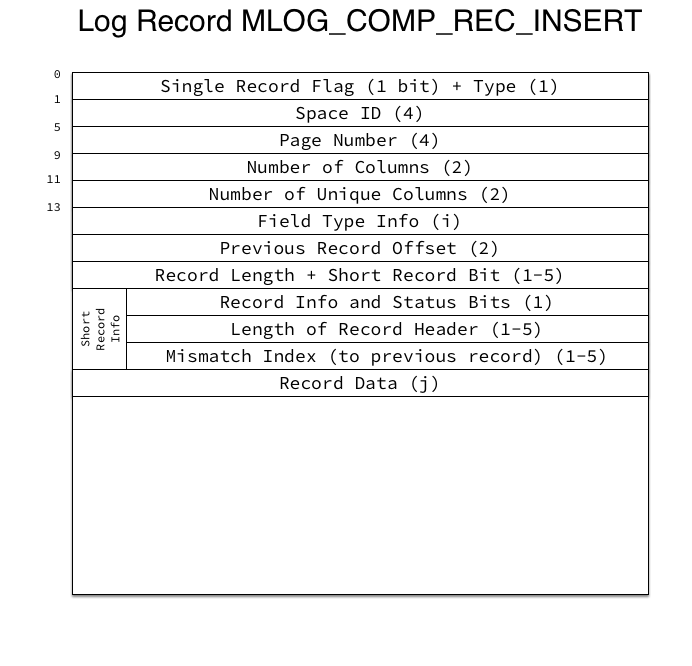 Log Record MLOG_COMP_REC_INSERT
0
Single Record Flag (1 bit) + Type (1)
1
Space ID (4)
5
Page Number (4)
9
Number of Columns (2)
11
Number of Unique Columns (2)
13
Field Type Info (i)
Previous Record Offset (2)
Record Length + Short Record Bit (1-5)
Short
Record
Info
Record Info and Status Bits (1)
Length of Record Header (1-5)
Mismatch Index (to previous record) (1-5)
Record Data (j)